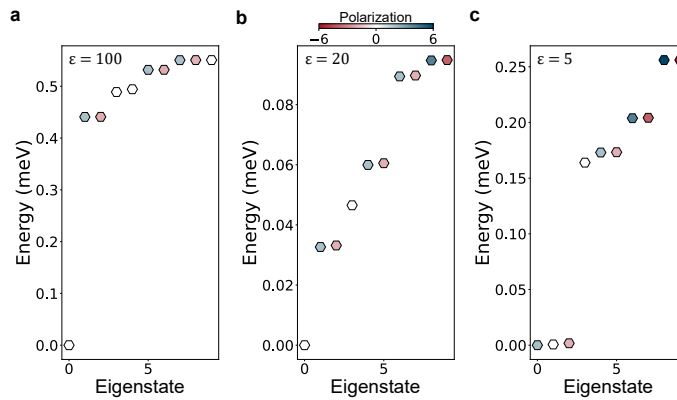 a
b
c
Polarization
−6
0
6
ε = 100
ε = 20
ε = 5
Energy (meV)
0.5
0.4
0.3
0.2
0.1
0.0
0
5
Eigenstate
Energy (meV)
0.08
0.06
0.04
0.02
0.00
0
5
Eigenstate
Energy (meV)
0.25
0.20
0.15
0.10
0.05
0.00
0
5
Eigenstate